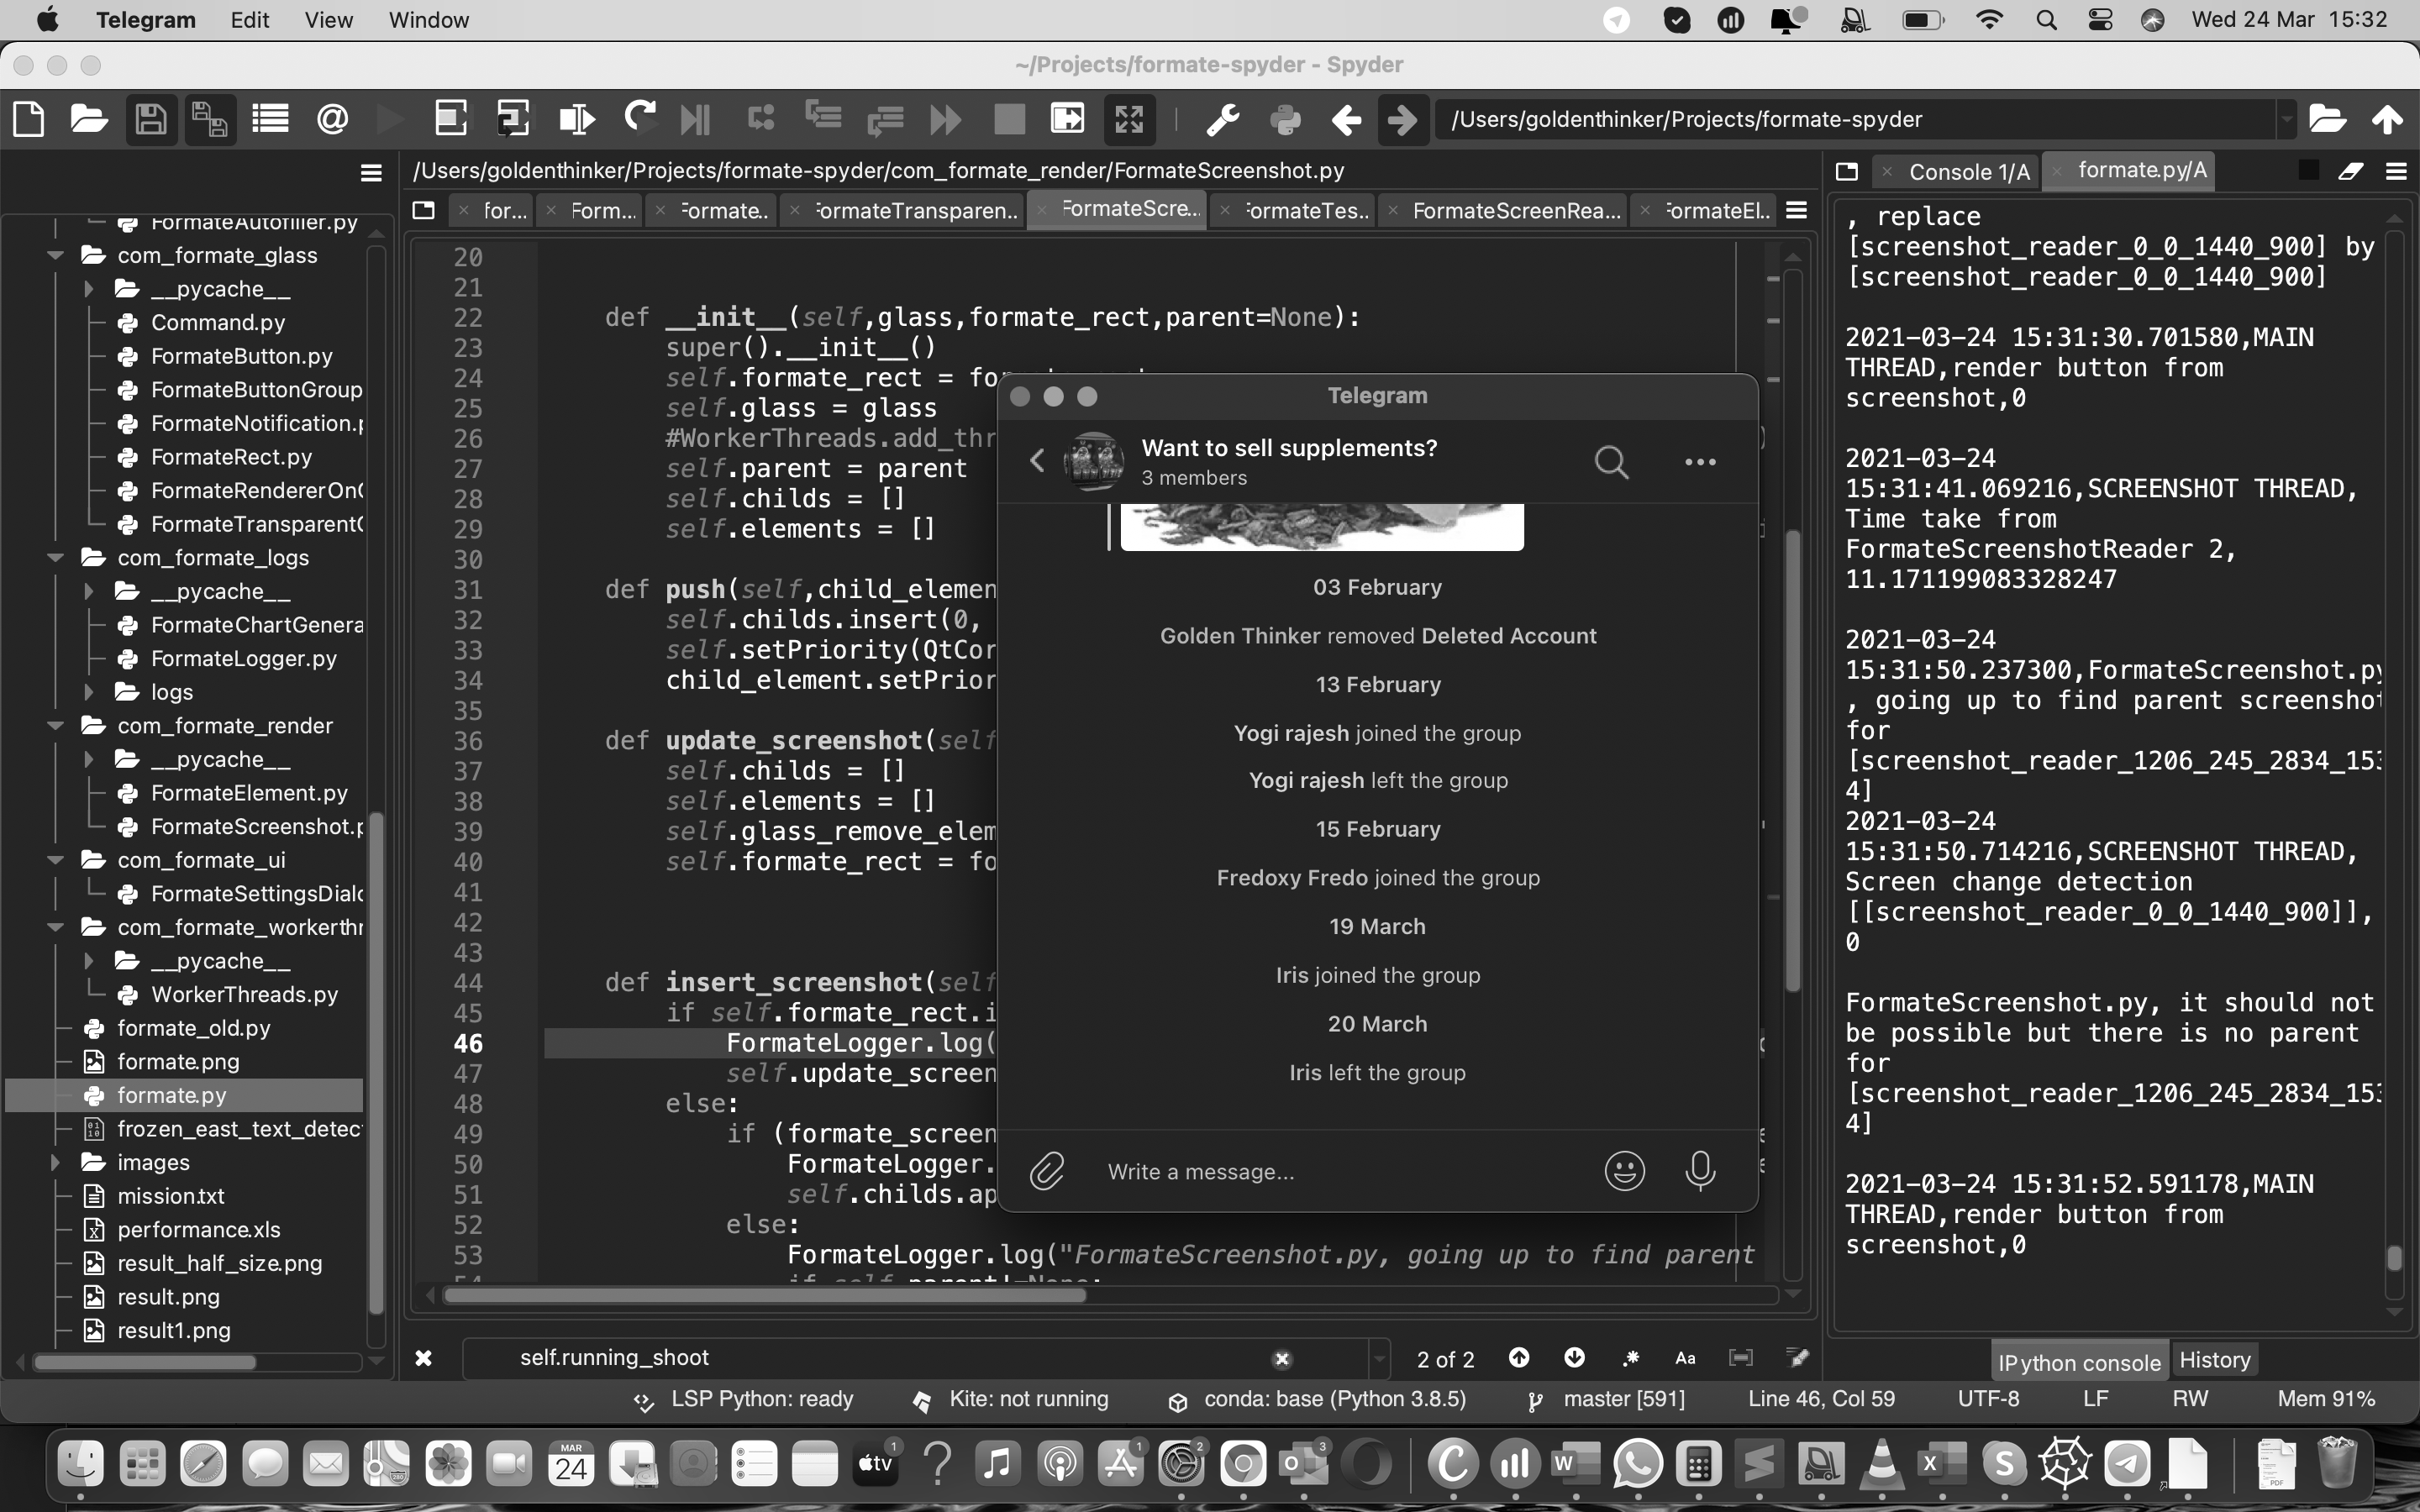 Telegram Edit View Window
Wed 24 Mar 15:32
~/Projects/formate-spyder - Spyder
/Users/goldenthinker/Projects/formate-spyder
FormateAutofiller.py
com_formate_glass
__pycache__
Command.py
FormateButton.py
FormateButtonGroup
FormateNotification.p
FormateRect.py
FormateRendererOnG
FormateTransparentG
com_formate_logs
__pycache__
FormateChartGenera
FormateLogger.py
logs
com_formate_render
__pycache__
FormateElement.py
FormateScreenshot.p
com_formate_ui
FormateSettingsDialo
com_formate_workerthr
__pycache__
WorkerThreads.py
formate_old.py
formate.png
formate.py
frozen_east_text_detec
images
mission.txt
performance.xls
result_half_size.png
result.png
result1.png
/Users/goldenthinker/Projects/formate-spyder/com_formate_render/FormateScreenshot.py
for... Form... Formate.. FormateTransparen.. FormateScre... FormateTes.. FormateScreenRea... FormateEl..
20
21
22 def __init__(self,glass,formate_rect,parent=None):
23 super().__init__()
24 self.formate_rect = fo
25 self.glass = glass
26 #WorkerThreads.add_thr
27 self.parent = parent
28 self.childs = []
29 self.elements = []
30
31 def push(self,child_elemen
32 self.childs.insert(0,
33 self.setPriority(QtCor
34 child_element.setPrior
35
36 def update_screenshot(self
37 self.childs = []
38 self.elements = []
39 self.glass_remove_elem
40 self.formate_rect = fo
41
42
43
44 def insert_screenshot(self
45 if self.formate_rect.i
46 FormateLogger.log(
47 self.update_screen
48 else:
49 if (formate_screen
50 FormateLogger.
51 self.childs.ap
52 else:
53 FormateLogger.log("FormateScreenshot.py, going up to find parent
54 if self.parent!=None:
Telegram
Want to sell supplements?
3 members
03 February
Golden Thinker removed Deleted Account
13 February
Yogi rajesh joined the group
Yogi rajesh left the group
15 February
Fredoxy Fredo joined the group
19 March
Iris joined the group
20 March
Iris left the group
Write a message...
Console 1/A formate.py/A
, replace
[screenshot_reader_0_0_1440_900] by
[screenshot_reader_0_0_1440_900]
2021-03-24 15:31:30.701580,MAIN
THREAD,render button from
screenshot,0
2021-03-24
15:31:41.069216,SCREENSHOT THREAD,
Time take from
FormateScreenshotReader 2,
11.171199083328247
2021-03-24
15:31:50.237300,FormateScreenshot.py
, going up to find parent screenshot
for
[screenshot_reader_1206_245_2834_153
4]
2021-03-24
15:31:50.714216,SCREENSHOT THREAD,
Screen change detection
[[screenshot_reader_0_0_1440_900]],
0
FormateScreenshot.py, it should not
be possible but there is no parent
for
[screenshot_reader_1206_245_2834_153
4]
2021-03-24 15:31:52.591178,MAIN
THREAD,render button from
screenshot,0
self.running_shoot
2 of 2
Aa
IPython console History
LSP Python: ready Kite: not running conda: base (Python 3.8.5) master [591] Line 46, Col 59 UTF-8 LF RW Mem 91%
MAR
24
tv
1
1
2
3
PDF